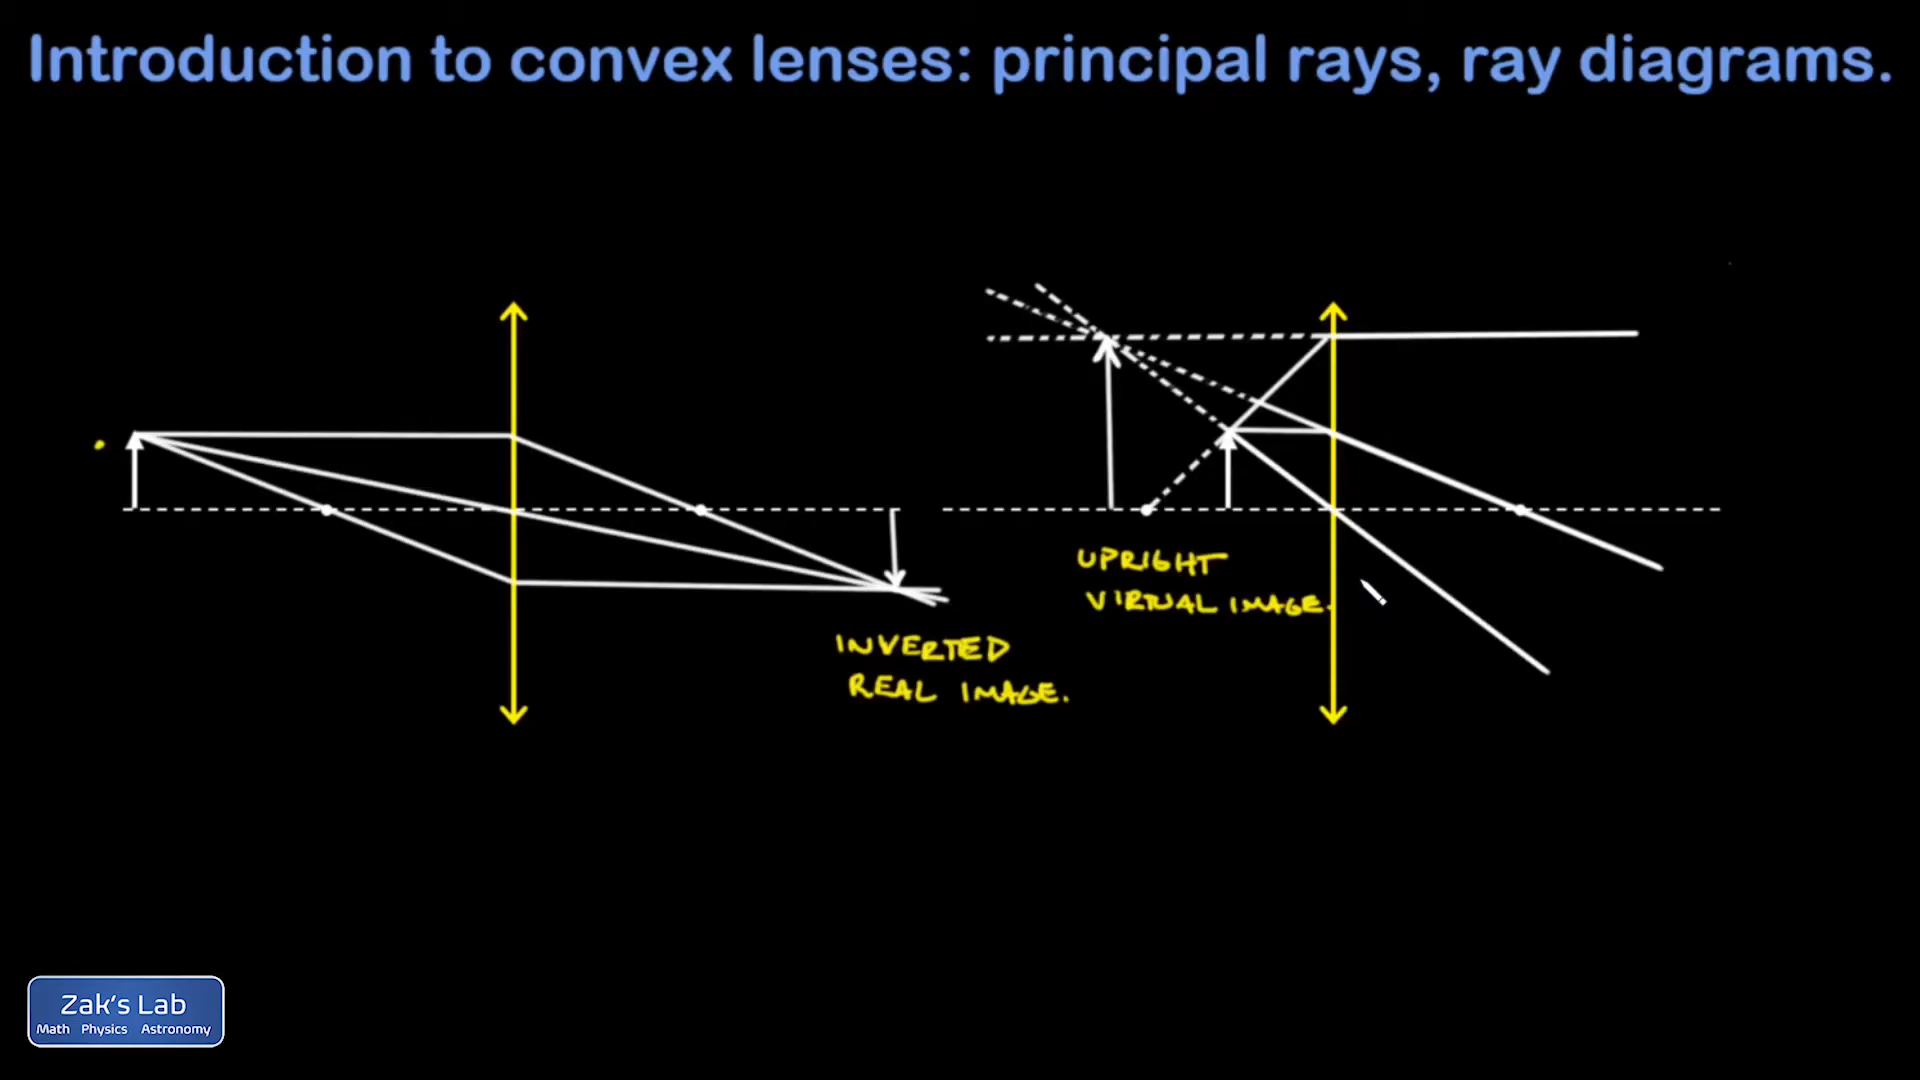 Introduction to convex lenses: principal rays, ray diagrams.
UPRIGHT
VIRTUAL IMAGE.
INVERTED
REAL IMAGE.
Zak's Lab
Math Physics Astronomy